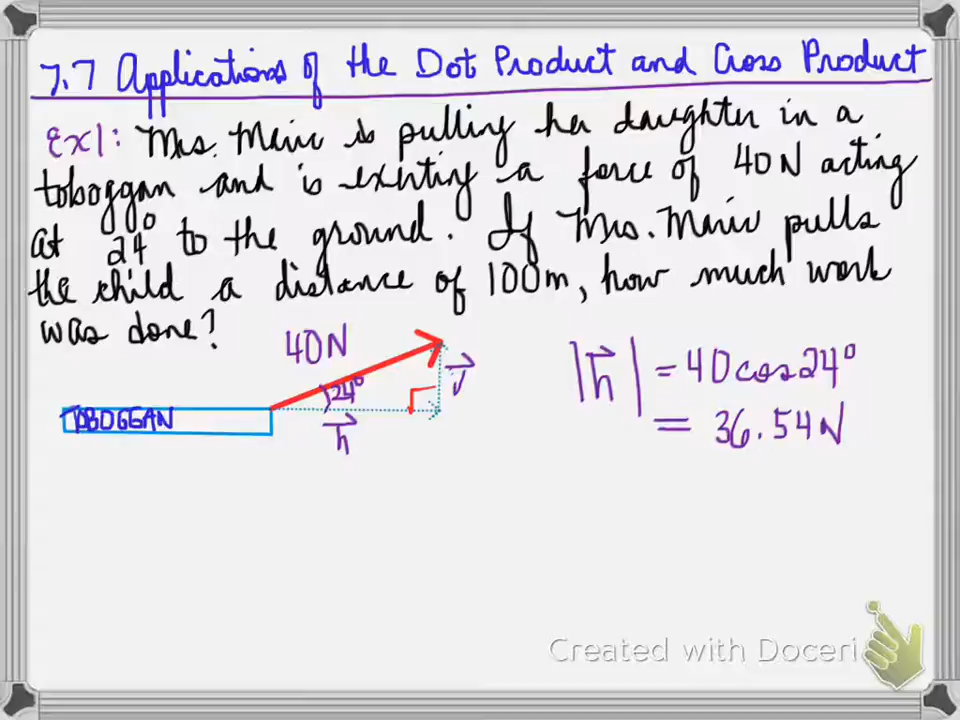 7.7 Applications of the Dot Product and Cross Product
Ex1: Mrs. Maric is pulling her daughter in a
toboggan and is exerting a force of 40N acting
at 24° to the ground. If Mrs. Maric pulls
the child a distance of 100m, how much work
was done?
40N
24°
v
TOBOGGAN
h
|h| = 40cos24°
= 36.54N
Created with Doceri